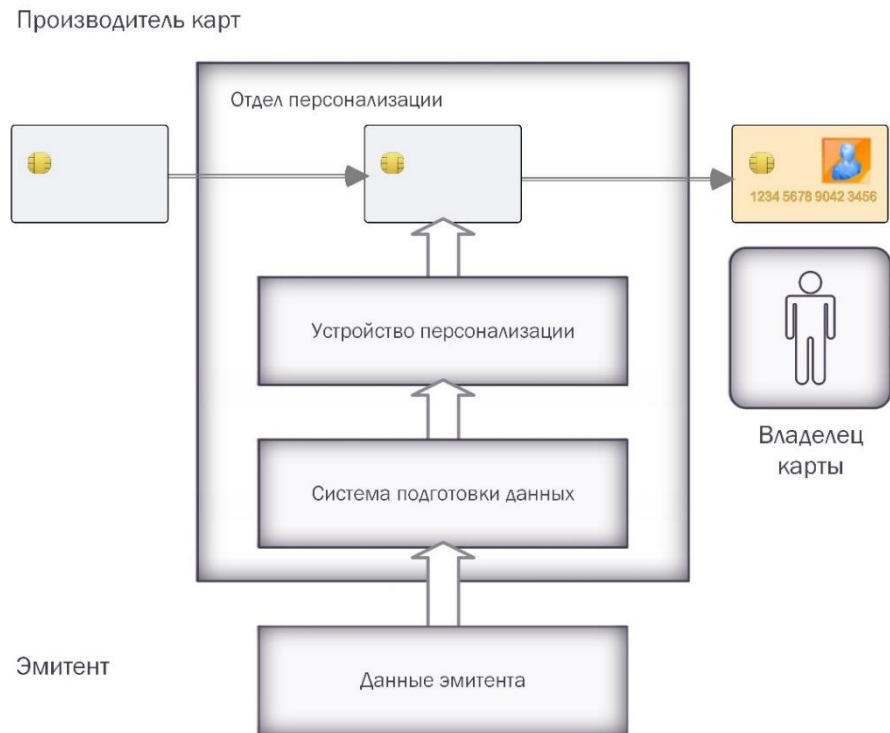 Производитель карт
Отдел персонализации
1234 5678 9042 3456
Устройство персонализации
Владелец
карты
Система подготовки данных
Эмитент
Данные эмитента